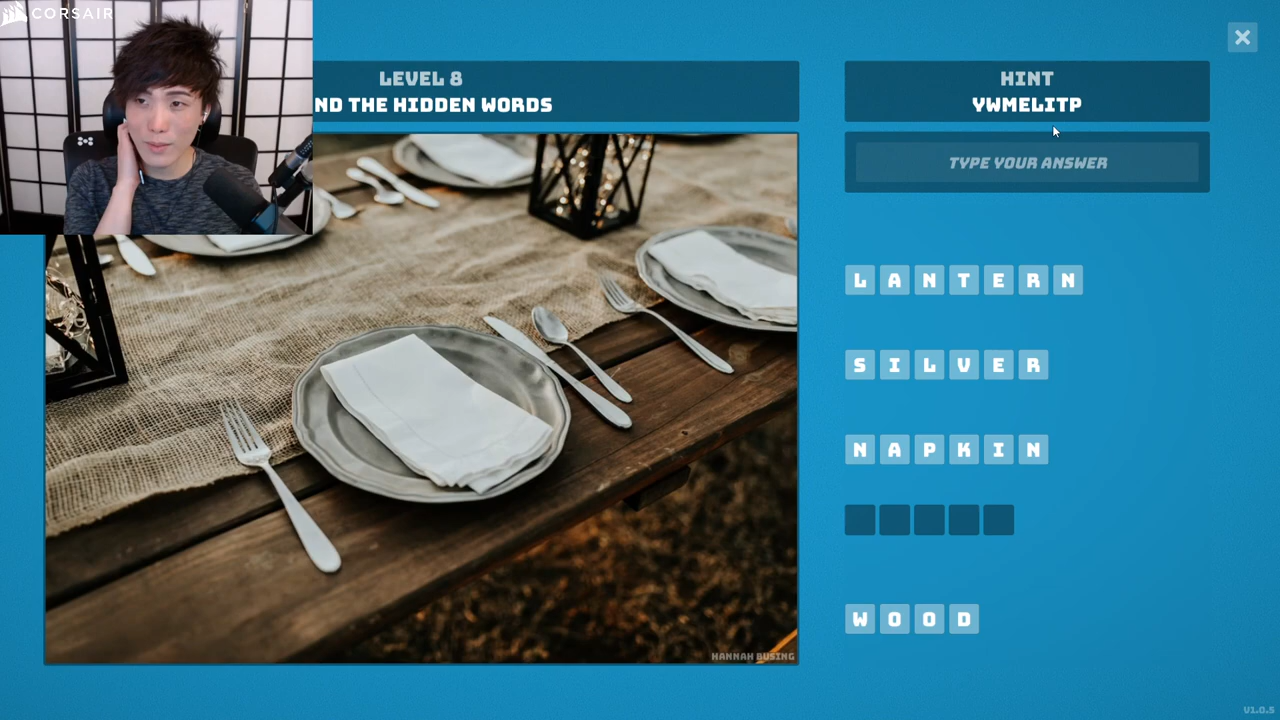 CORSAIR
LEVEL 8
ND THE HIDDEN WORDS
HINT
YWMELITP
TYPE YOUR ANSWER
LANTERN
SILVER
NAPKIN
WOOD
HANNAH BUSING
V1.0.5